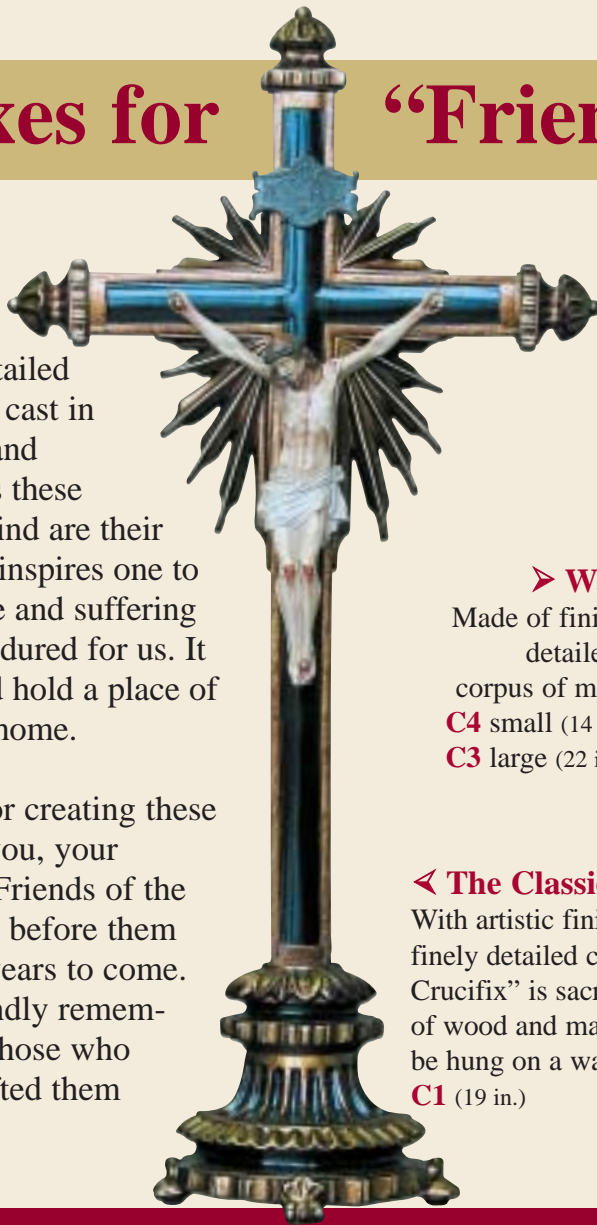 xes for “Frien
tailed
cast in
and
s these
ind are their
inspires one to
e and suffering
dured for us. It
d hold a place of
home.
or creating these
you, your
Friends of the
before them
years to come.
ndly remem-
hose who
fted them
➢ W
Made of fini
detaile
corpus of m
C4 small (14
C3 large (22 i
The Classi
With artistic fini
finely detailed c
Crucifix” is sacr
of wood and ma
be hung on a wa
C1 (19 in.)